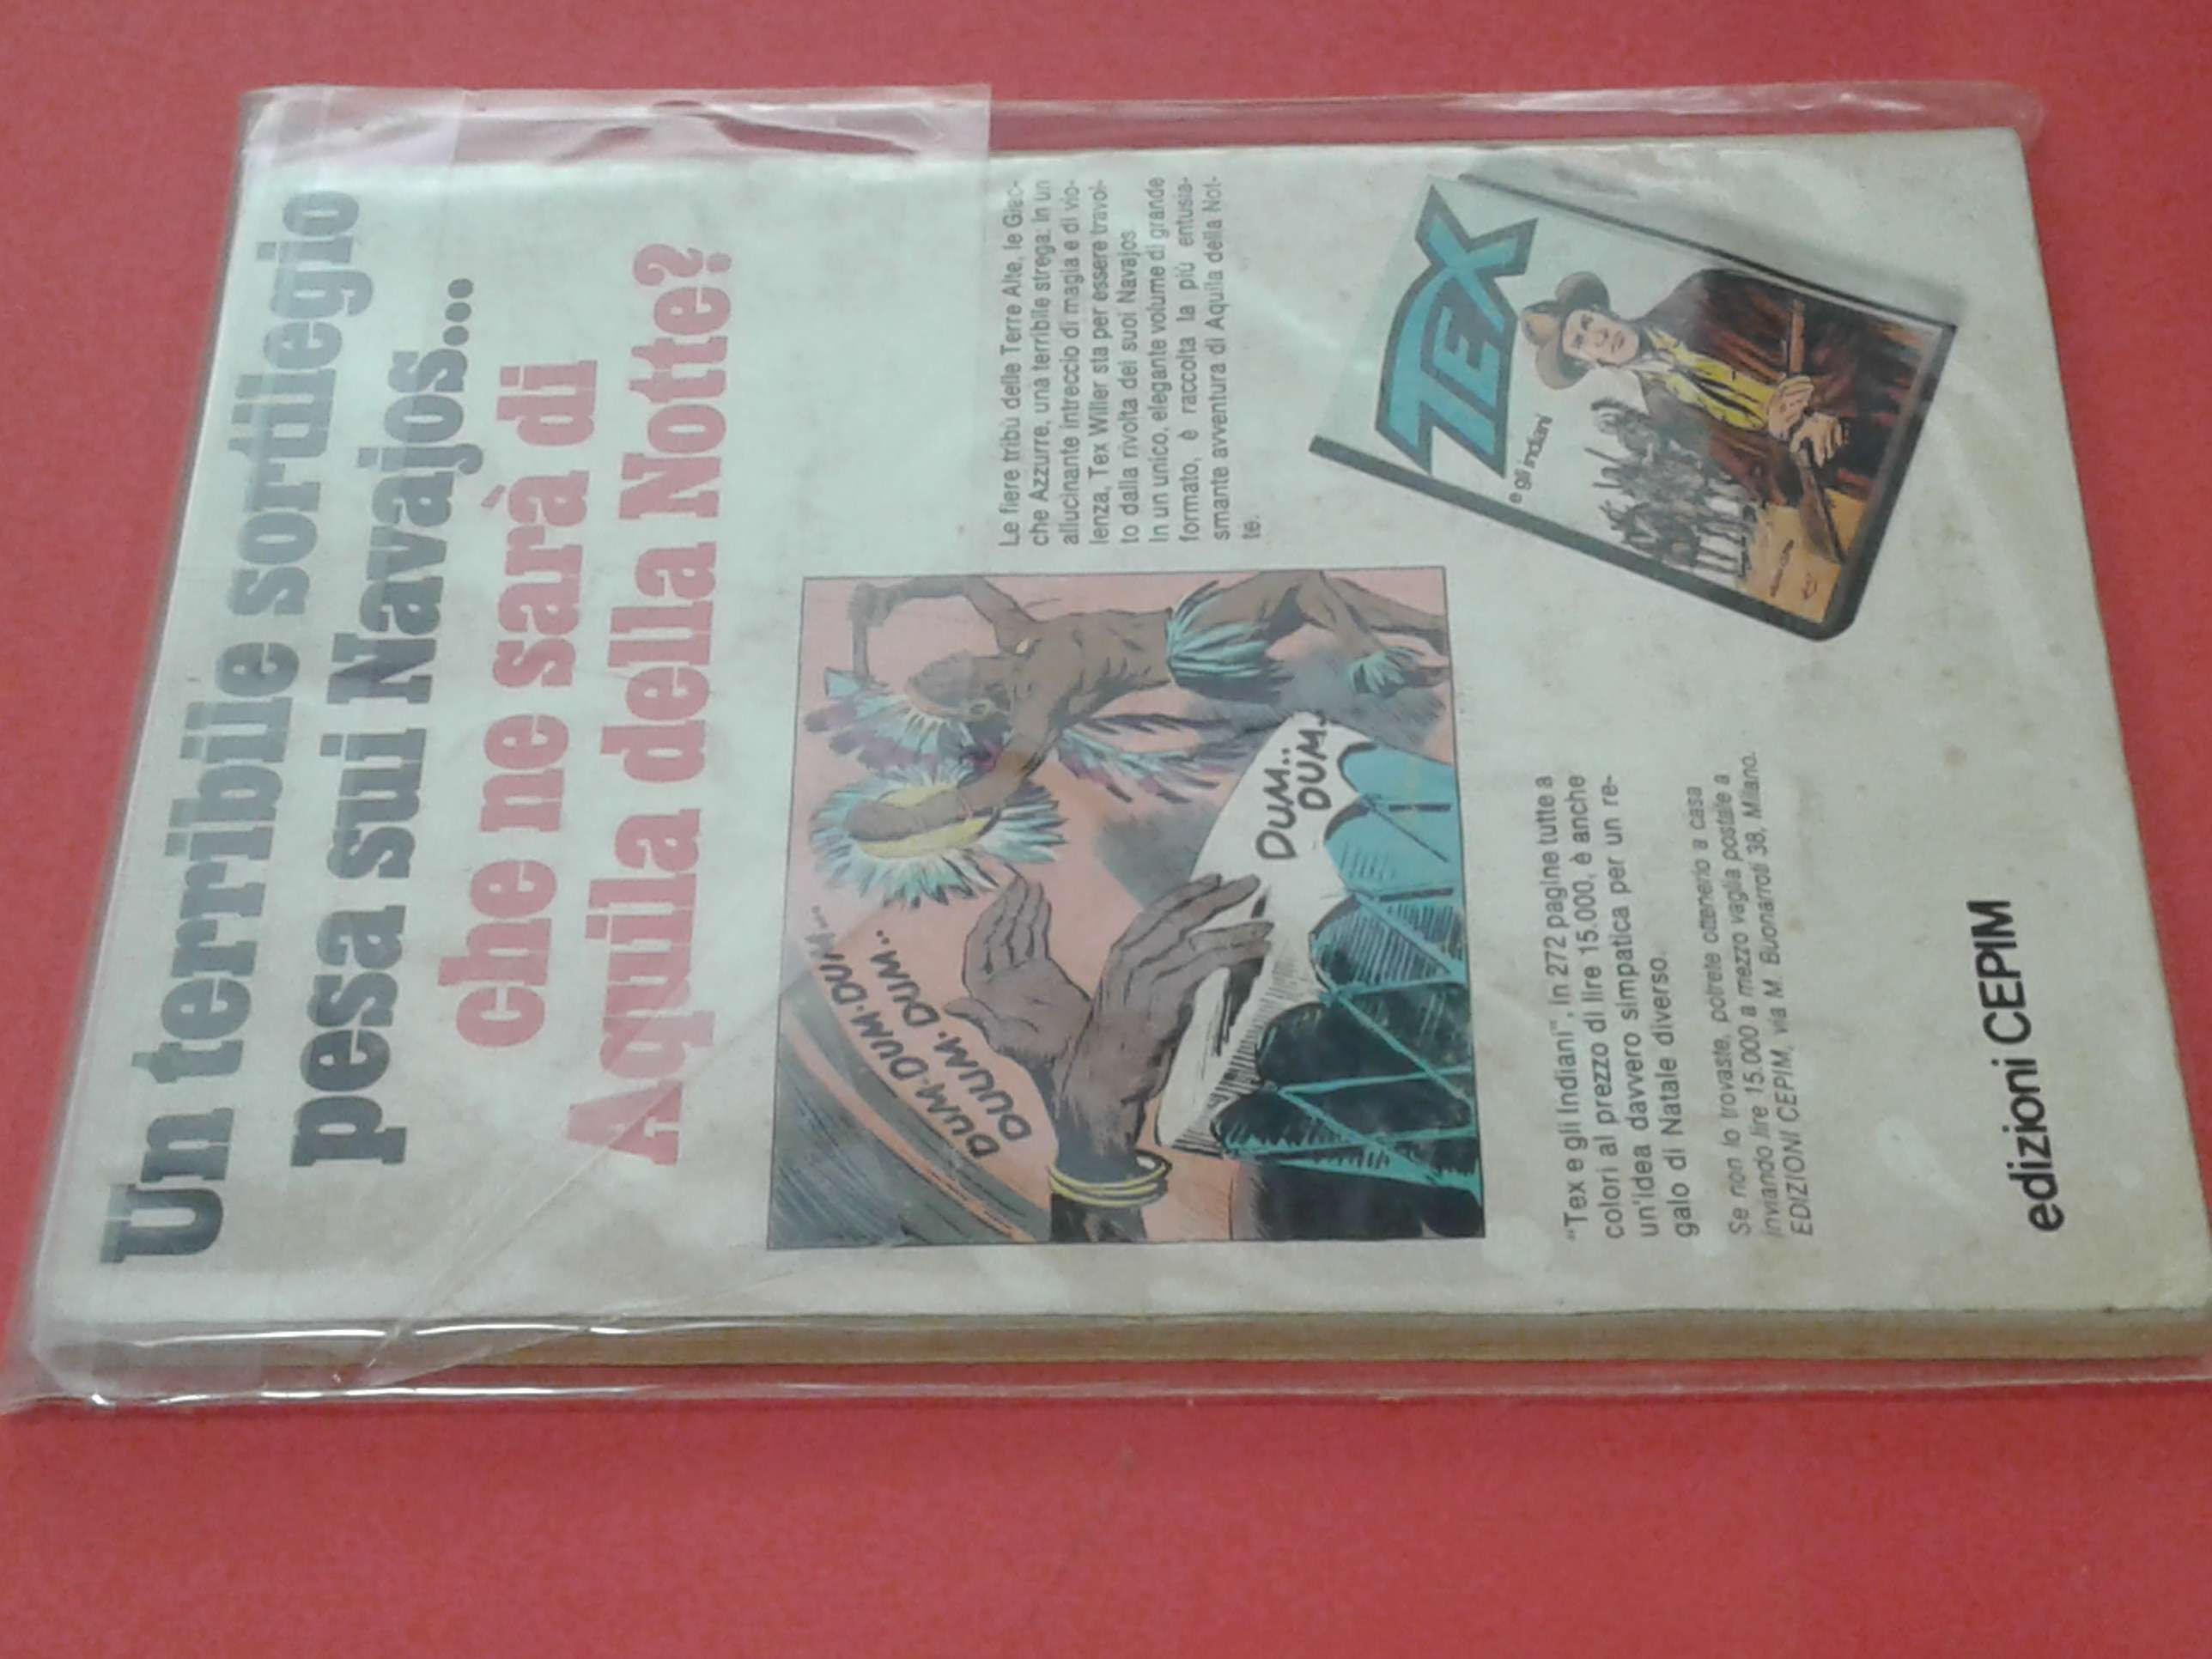 Un terribile sortilegio
pesa sui Navajos...
che ne sarà di
Aquila della Notte?
DUM-DUM-DUM-DUM...
DUUM. DUM..
DUM..
DUM.
Le fiere tribù delle Terre Alte, le Giac-
che Azzurre, una terribile strega: in un
allucinante intreccio di magia e di vio-
lenza, Tex Willer sta per essere travol-
to dalla rivolta dei suoi Navajos.
In un unico, elegante volume di grande
formato, è raccolta la più entusia-
smante avventura di Aquila della Not-
te.
TEX
e gli indiani
"Tex e gli Indiani", in 272 pagine tutte a
colori al prezzo di lire 15.000, è anche
un'idea davvero simpatica per un re-
galo di Natale diverso.
Se non lo trovaste, potrete ottenerlo a casa
inviando lire 15.000 a mezzo vaglia postale a
EDIZIONI CEPIM, via M. Buonarroti 38, Milano.
edizioni CEPIM